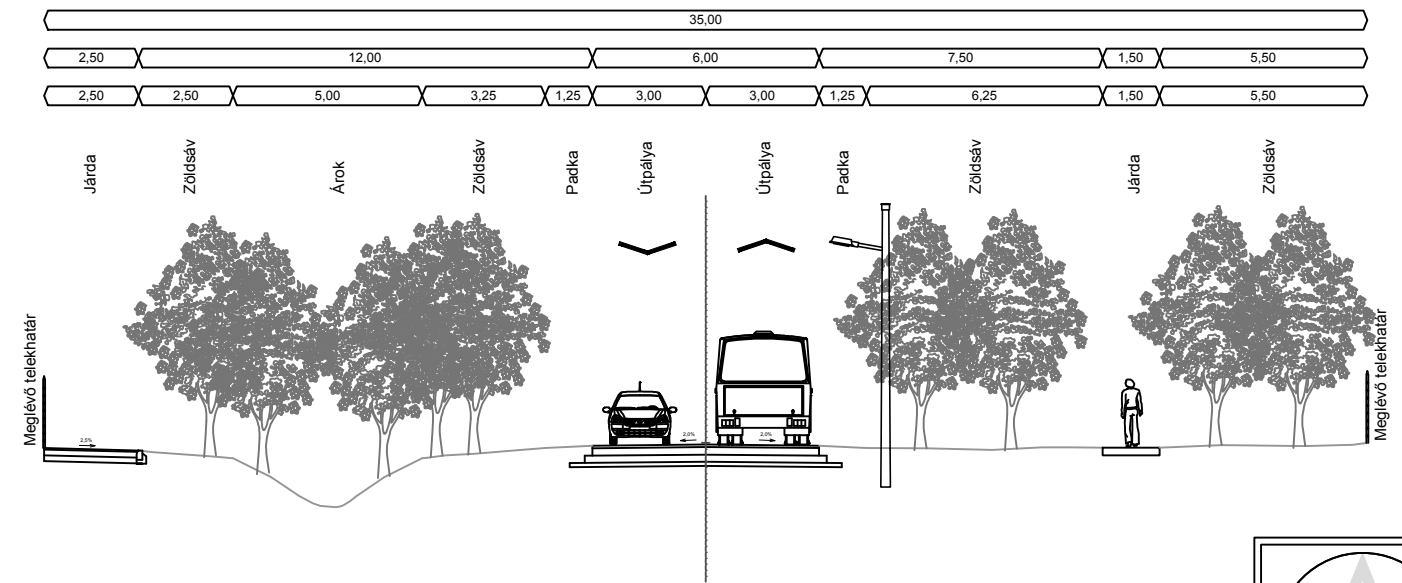 35,00
2,50 12,00 6,00 7,50 1,50 5,50
2,50 2,50 5,00 3,25 1,25 3,00 3,00 1,25 6,25 1,50 5,50
Járda
Zöldsáv
Árok
Zöldsáv
Padka
Útpálya
Útpálya
Padka
Zöldsáv
Járda
Zöldsáv
Meglévő telekhatár
Meglévő telekhatár
2,5%
2,0%
2,0%